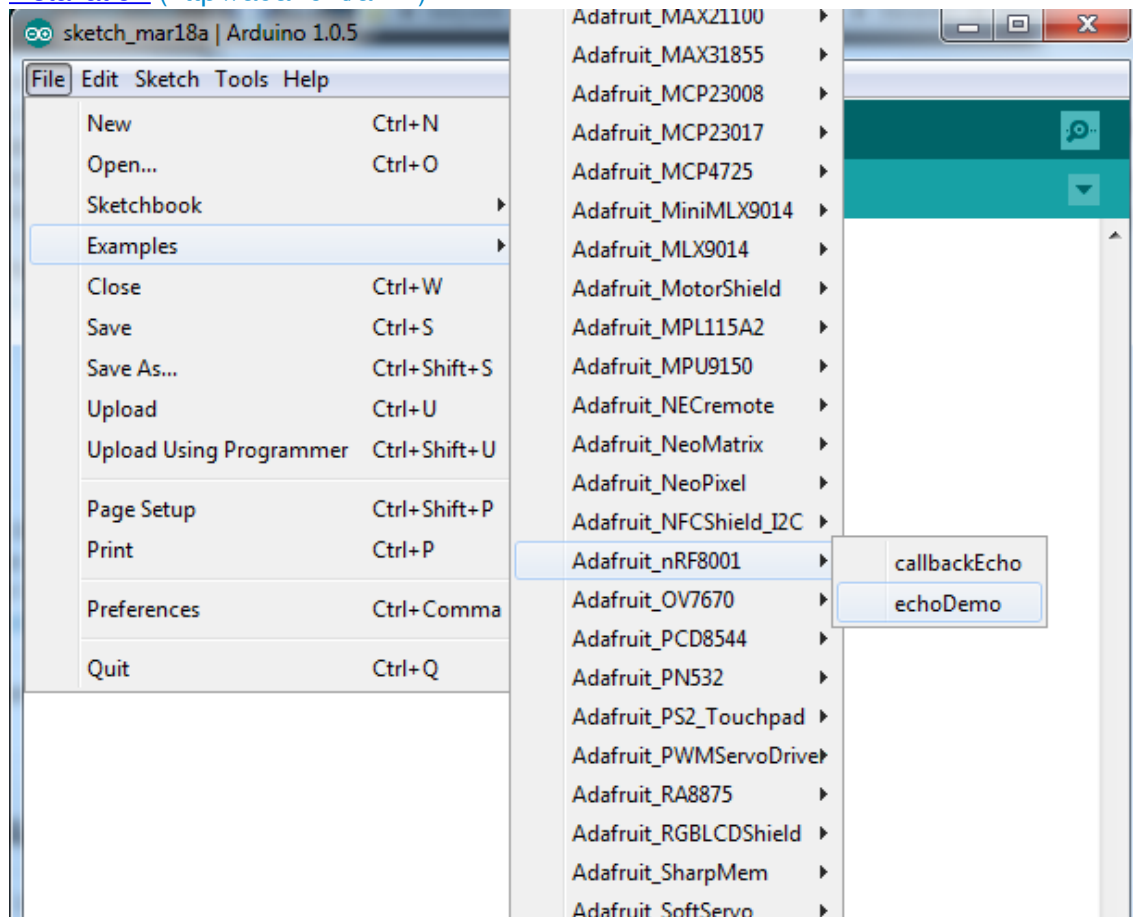 sketch_mar18a | Arduino 1.0.5
File Edit Sketch Tools Help
New Ctrl+N
Open... Ctrl+O
Sketchbook
Examples
Close Ctrl+W
Save Ctrl+S
Save As... Ctrl+Shift+S
Upload Ctrl+U
Upload Using Programmer Ctrl+Shift+U
Page Setup Ctrl+Shift+P
Print Ctrl+P
Preferences Ctrl+Comma
Quit Ctrl+Q
Adafruit_MAX21100
Adafruit_MAX31855
Adafruit_MCP23008
Adafruit_MCP23017
Adafruit_MCP4725
Adafruit_MiniMLX9014
Adafruit_MLX9014
Adafruit_MotorShield
Adafruit_MPL115A2
Adafruit_MPU9150
Adafruit_NECremote
Adafruit_NeoMatrix
Adafruit_NeoPixel
Adafruit_NFCShield_I2C
Adafruit_nRF8001
Adafruit_OV7670
Adafruit_PCD8544
Adafruit_PN532
Adafruit_PS2_Touchpad
Adafruit_PWMServoDriver
Adafruit_RA8875
Adafruit_RGBLCDShield
Adafruit_SharpMem
Adafruit_SoftServo
callbackEcho
echoDemo